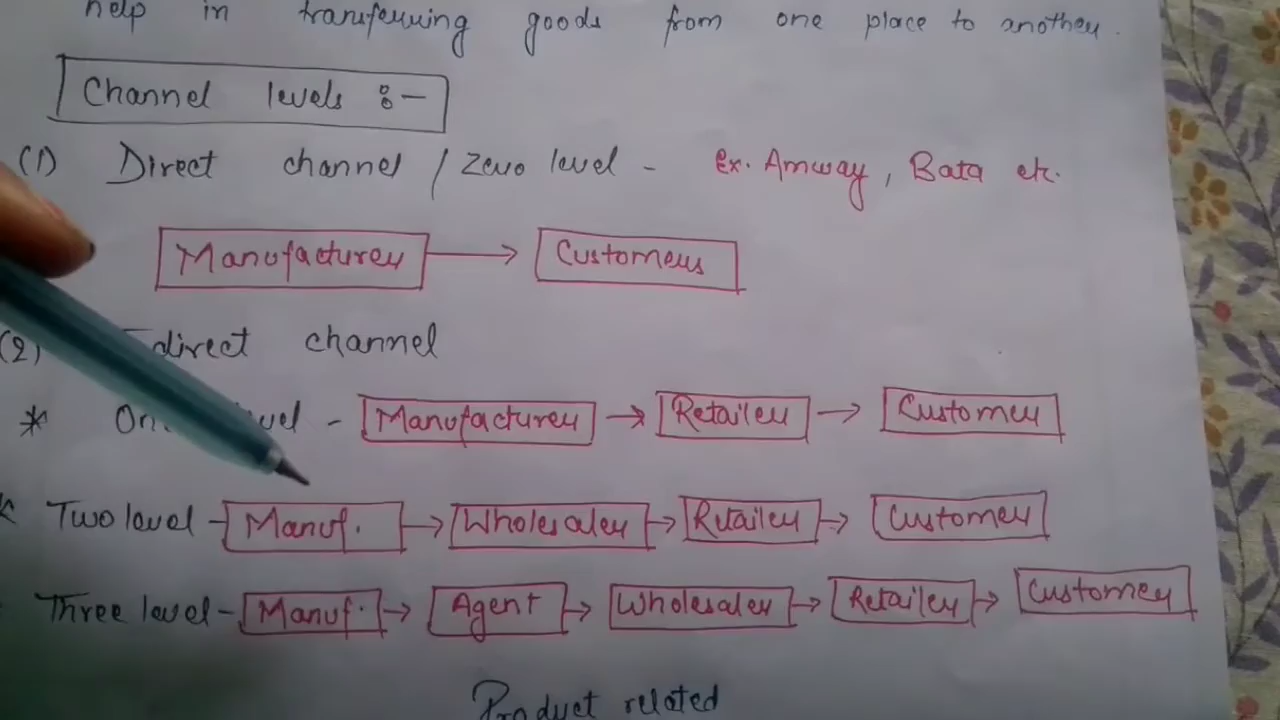 help in transferring goods from one place to another.
Channel levels :-
(1) Direct channel / Zero level - ex. Amway, Bata etc.
Manufacturer → Customers
(2) direct channel
* - Manufacturer → Retailer → Customer
Two level - Manuf. → Wholesaler → Retailer → Customer
Three level - Manuf. → Agent → Wholesaler → Retailer → Customer
Product related